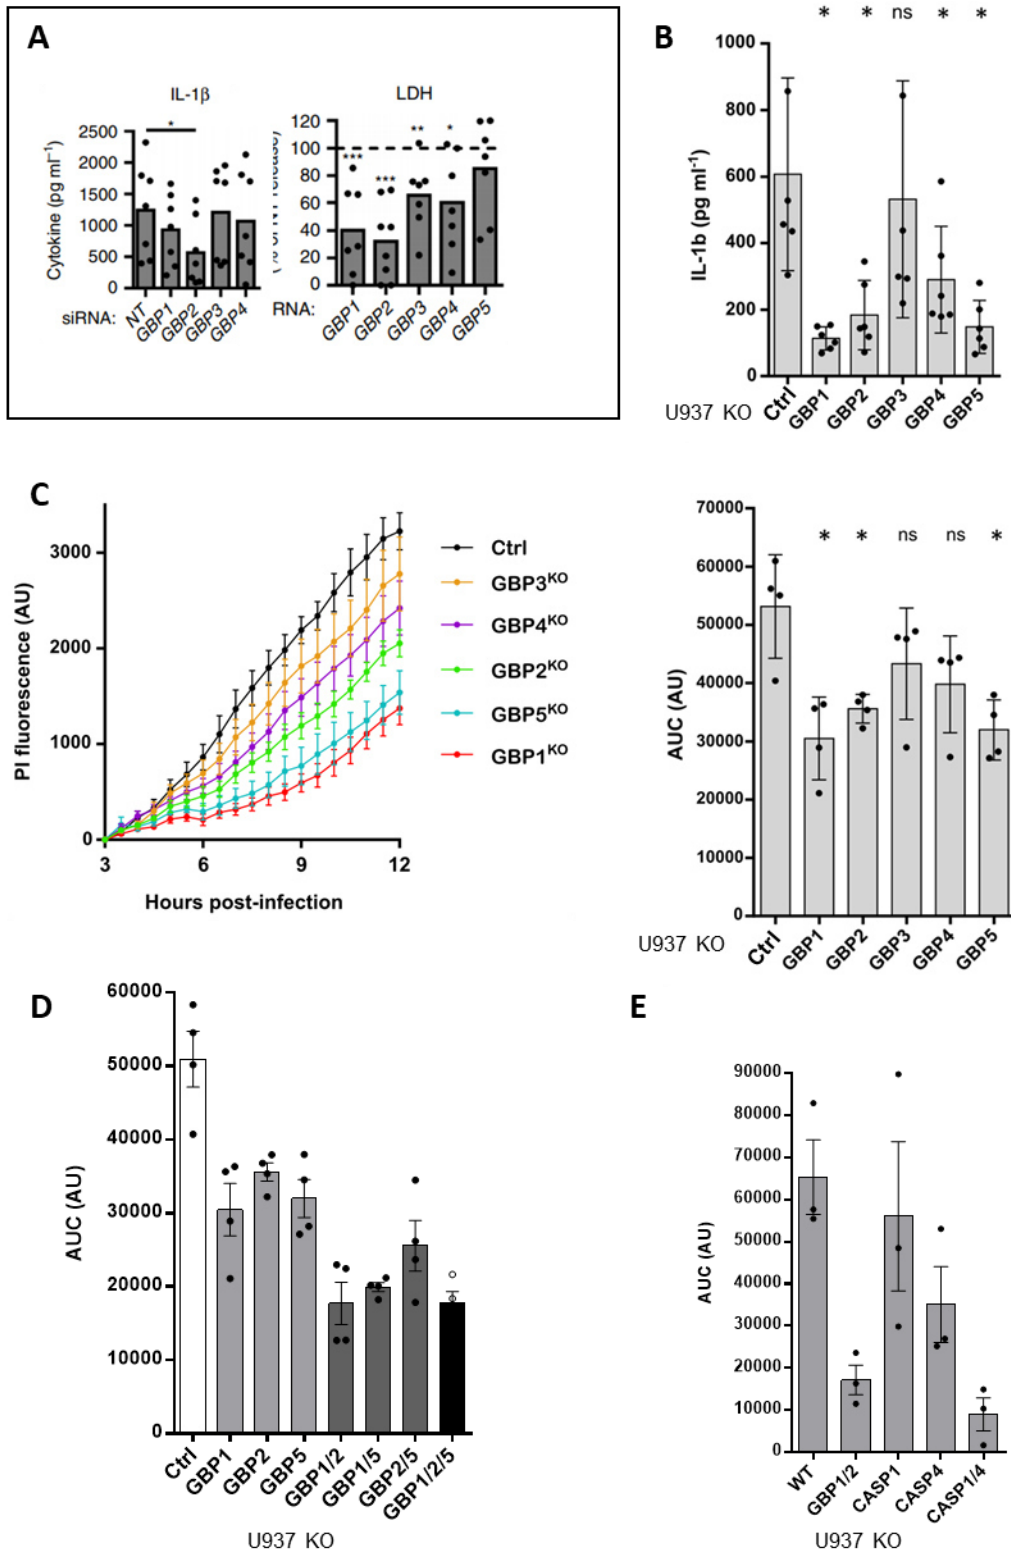 A
IL-1β
Cytokine (pg ml⁻¹)
2500
2000
1500
1000
500
0
*
siRNA:
NT
GBP1
GBP2
GBP3
GBP4
LDH
120
100
80
60
40
20
0
***
***
**
*
RNA:
GBP1
GBP2
GBP3
GBP4
GBP5
B
* * ns * *
IL-1b (pg ml⁻¹)
1000
800
600
400
200
0
U937 KO
Ctrl
GBP1
GBP2
GBP3
GBP4
GBP5
C
PI fluorescence (AU)
3000
2000
1000
0
3 6 9 12
Hours post-infection
Ctrl
GBP3ᴷᴼ
GBP4ᴷᴼ
GBP2ᴷᴼ
GBP5ᴷᴼ
GBP1ᴷᴼ
AUC (AU)
70000
60000
50000
40000
30000
20000
10000
0
* * ns ns *
U937 KO
Ctrl
GBP1
GBP2
GBP3
GBP4
GBP5
D
AUC (AU)
60000
50000
40000
30000
20000
10000
0
Ctrl
GBP1
GBP2
GBP5
GBP1/2
GBP1/5
GBP2/5
GBP1/2/5
U937 KO
E
AUC (AU)
90000
80000
70000
60000
50000
40000
30000
20000
10000
0
WT
GBP1/2
CASP1
CASP4
CASP1/4
U937 KO